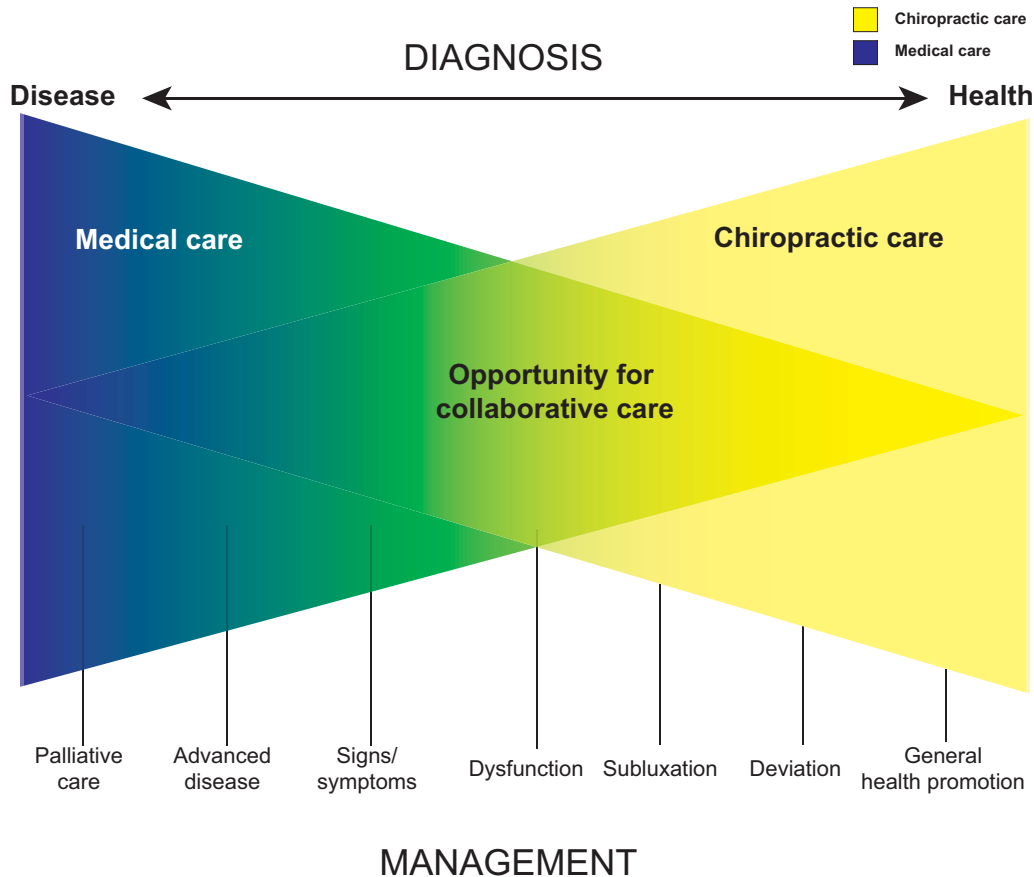 Chiropractic care
Medical care
DIAGNOSIS
Disease
Health
Medical care
Chiropractic care
Opportunity for
collaborative care
Palliative
care
Advanced
disease
Signs/
symptoms
Dysfunction
Subluxation
Deviation
General
health promotion
MANAGEMENT